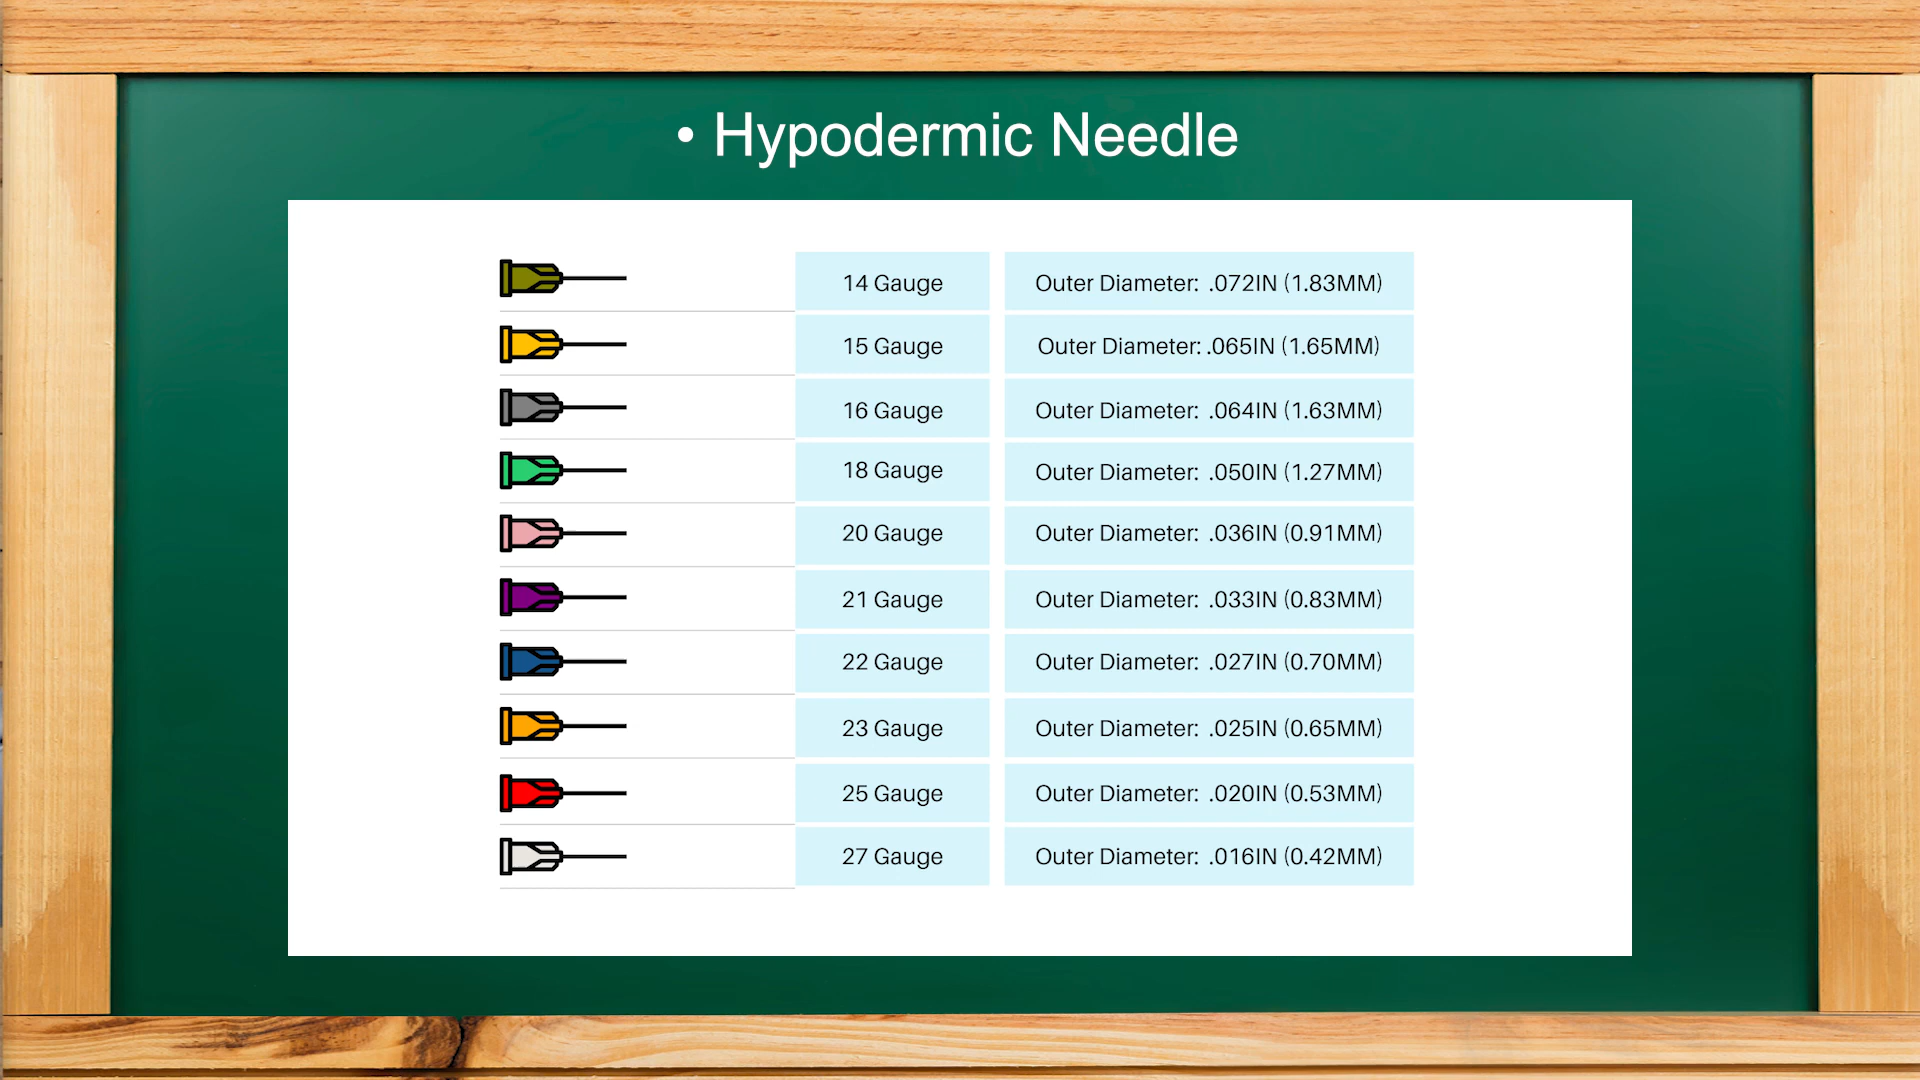 • Hypodermic Needle
14 Gauge Outer Diameter: .072IN (1.83MM)
15 Gauge Outer Diameter: .065IN (1.65MM)
16 Gauge Outer Diameter: .064IN (1.63MM)
18 Gauge Outer Diameter: .050IN (1.27MM)
20 Gauge Outer Diameter: .036IN (0.91MM)
21 Gauge Outer Diameter: .033IN (0.83MM)
22 Gauge Outer Diameter: .027IN (0.70MM)
23 Gauge Outer Diameter: .025IN (0.65MM)
25 Gauge Outer Diameter: .020IN (0.53MM)
27 Gauge Outer Diameter: .016IN (0.42MM)